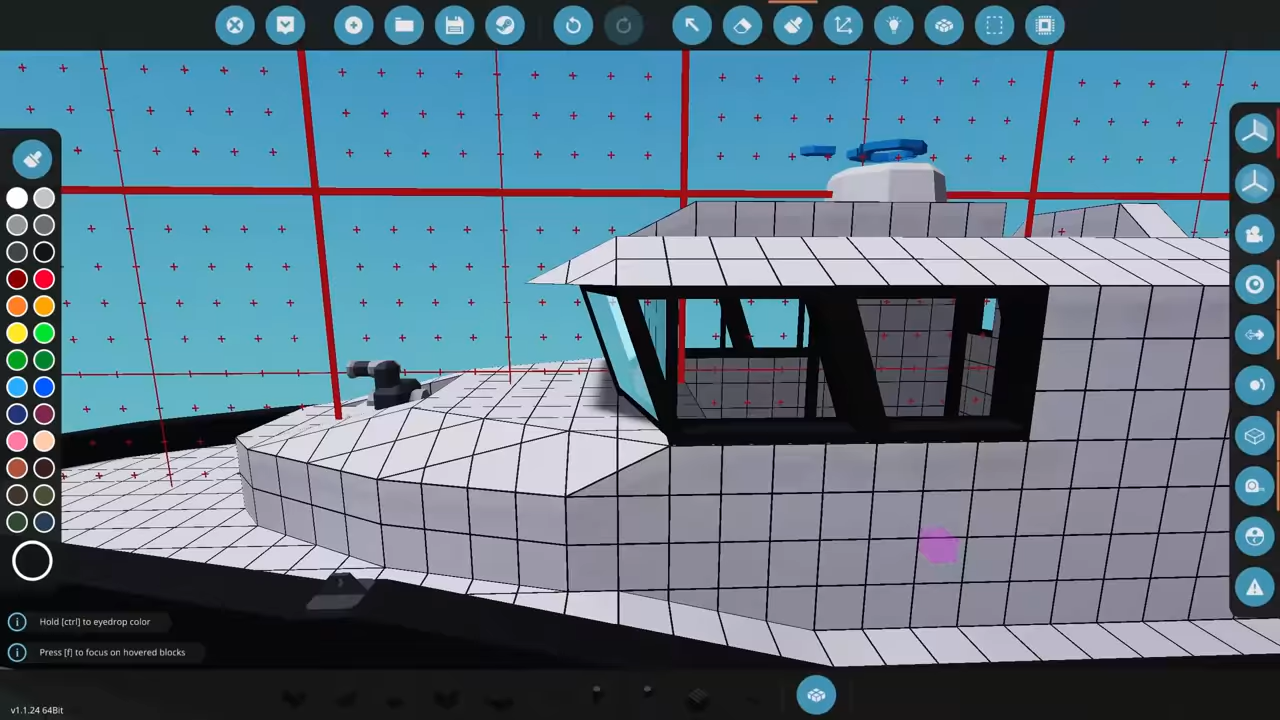 Hold [ctrl] to eyedrop color
Press [f] to focus on hovered blocks
v1.1.24 64Bit